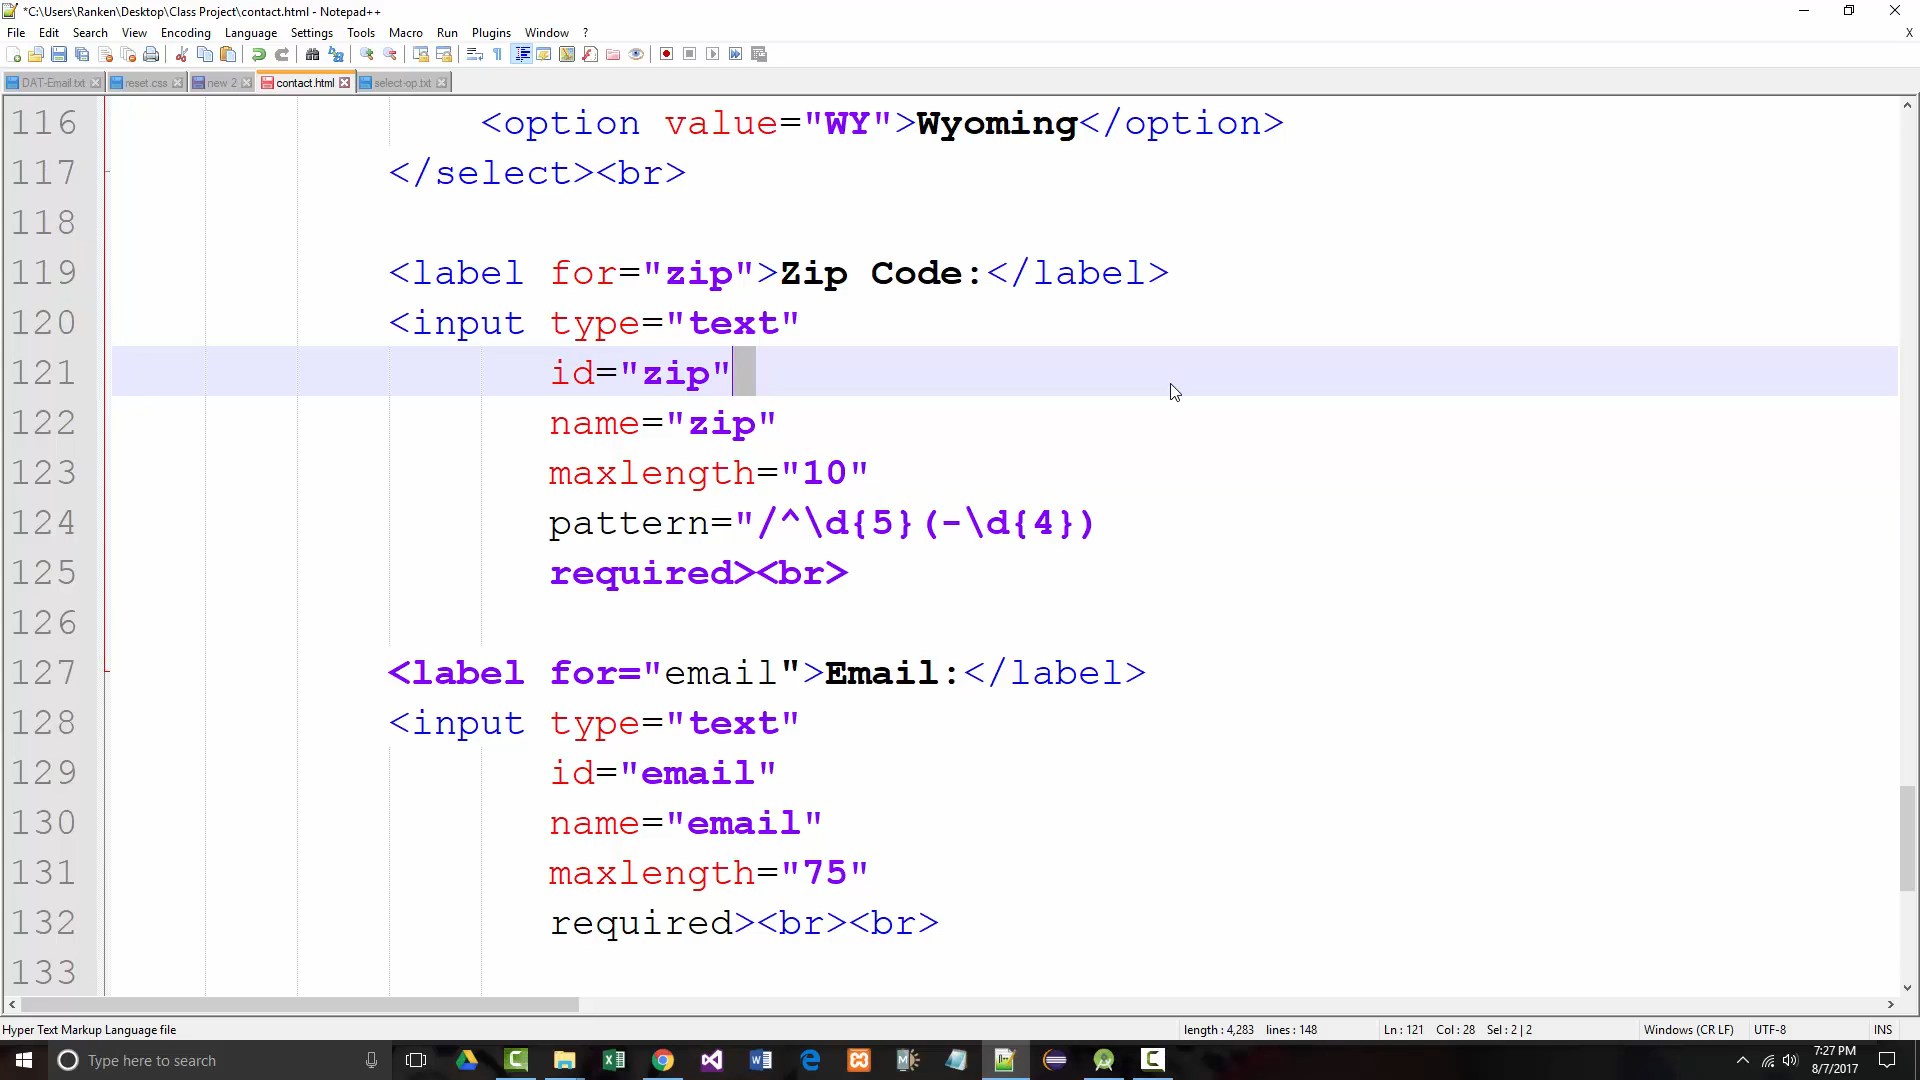 *C:\Users\Ranken\Desktop\Class Project\contact.html - Notepad++
File Edit Search View Encoding Language Settings Tools Macro Run Plugins Window ? X
DAT-Email.txt reset.css new 2 contact.html select-op.txt
116 <option value="WY">Wyoming</option>
117 </select><br>
118
119 <label for="zip">Zip Code:</label>
120 <input type="text"
121 id="zip"
122 name="zip"
123 maxlength="10"
124 pattern="/^\d{5}(-\d{4})
125 required><br>
126
127 <label for="email">Email:</label>
128 <input type="text"
129 id="email"
130 name="email"
131 maxlength="75"
132 required><br><br>
133
Hyper Text Markup Language file length : 4,283 lines : 148 Ln : 121 Col : 28 Sel : 2 | 2 Windows (CR LF) UTF-8 INS
Type here to search
7:27 PM
8/7/2017